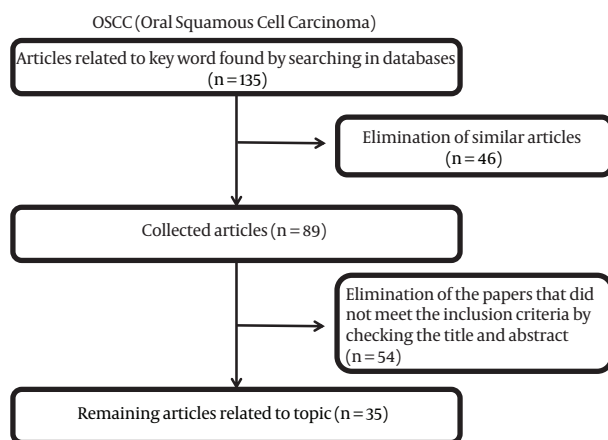 OSCC (Oral Squamous Cell Carcinoma)
Articles related to key word found by searching in databases
(n = 135)
Elimination of similar articles
(n = 46)
Collected articles (n = 89)
Elimination of the papers that did
not meet the inclusion criteria by
checking the title and abstract
(n = 54)
Remaining articles related to topic (n = 35)